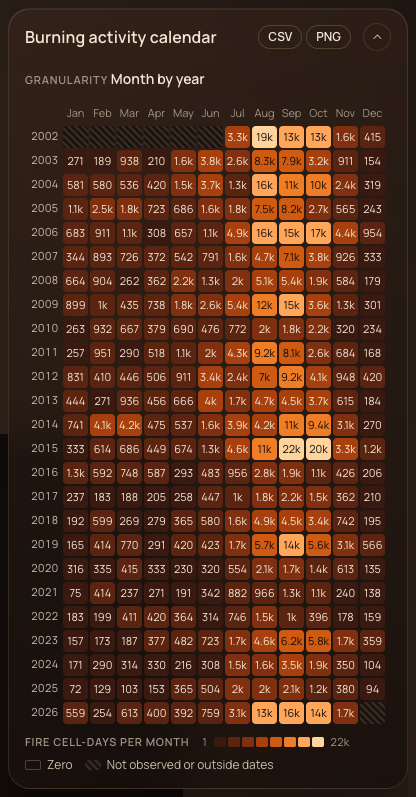 Burning activity calendar CSV PNG
GRANULARITY Month by year
Jan Feb Mar Apr May Jun Jul Aug Sep Oct Nov Dec
2002 3.3k 19k 13k 13k 1.6k 415
2003 271 189 938 210 1.6k 3.8k 2.6k 8.3k 7.9k 3.2k 911 154
2004 581 580 536 420 1.5k 3.7k 1.3k 16k 11k 10k 2.4k 319
2005 1.1k 2.5k 1.8k 723 686 1.6k 1.8k 7.5k 8.2k 2.7k 565 243
2006 683 911 1.1k 308 657 1.1k 4.9k 16k 15k 17k 4.4k 954
2007 344 893 726 372 542 791 1.6k 4.7k 7.1k 3.8k 926 333
2008 664 904 262 362 2.2k 1.3k 2k 5.1k 5.4k 1.9k 584 179
2009 899 1k 435 738 1.8k 2.6k 5.4k 12k 15k 3.6k 1.3k 301
2010 263 932 667 379 690 476 772 2k 1.8k 2.2k 320 234
2011 257 951 290 518 1.1k 2k 4.3k 9.2k 8.1k 2.6k 684 168
2012 831 410 446 506 911 3.4k 2.4k 7k 9.2k 4.1k 948 420
2013 444 271 936 456 666 4k 1.7k 4.7k 4.5k 3.7k 615 184
2014 741 4.1k 4.2k 475 537 1.6k 3.9k 4.2k 11k 9.4k 3.1k 270
2015 333 614 686 449 674 1.3k 4.6k 11k 22k 20k 3.3k 1.2k
2016 1.3k 592 748 587 293 483 956 2.8k 1.9k 1.1k 426 206
2017 237 183 188 205 258 447 1k 1.8k 2.2k 1.5k 362 210
2018 192 599 269 279 365 580 1.6k 4.9k 4.5k 3.4k 742 195
2019 165 414 770 291 420 423 1.7k 5.7k 14k 5.6k 3.1k 566
2020 316 335 415 333 230 320 554 2.1k 1.7k 1.4k 613 135
2021 75 414 237 271 191 342 882 966 1.3k 1.1k 240 138
2022 183 199 411 420 364 314 746 1.5k 1k 396 178 159
2023 157 173 187 377 482 723 1.7k 4.6k 6.2k 5.8k 1.7k 359
2024 171 290 314 330 216 308 1.5k 1.6k 3.5k 1.9k 350 104
2025 72 129 103 153 365 504 2k 2k 2.1k 1.2k 380 94
2026 559 254 613 400 392 759 3.1k 13k 16k 14k 1.7k
FIRE CELL-DAYS PER MONTH 1 22k
Zero Not observed or outside dates